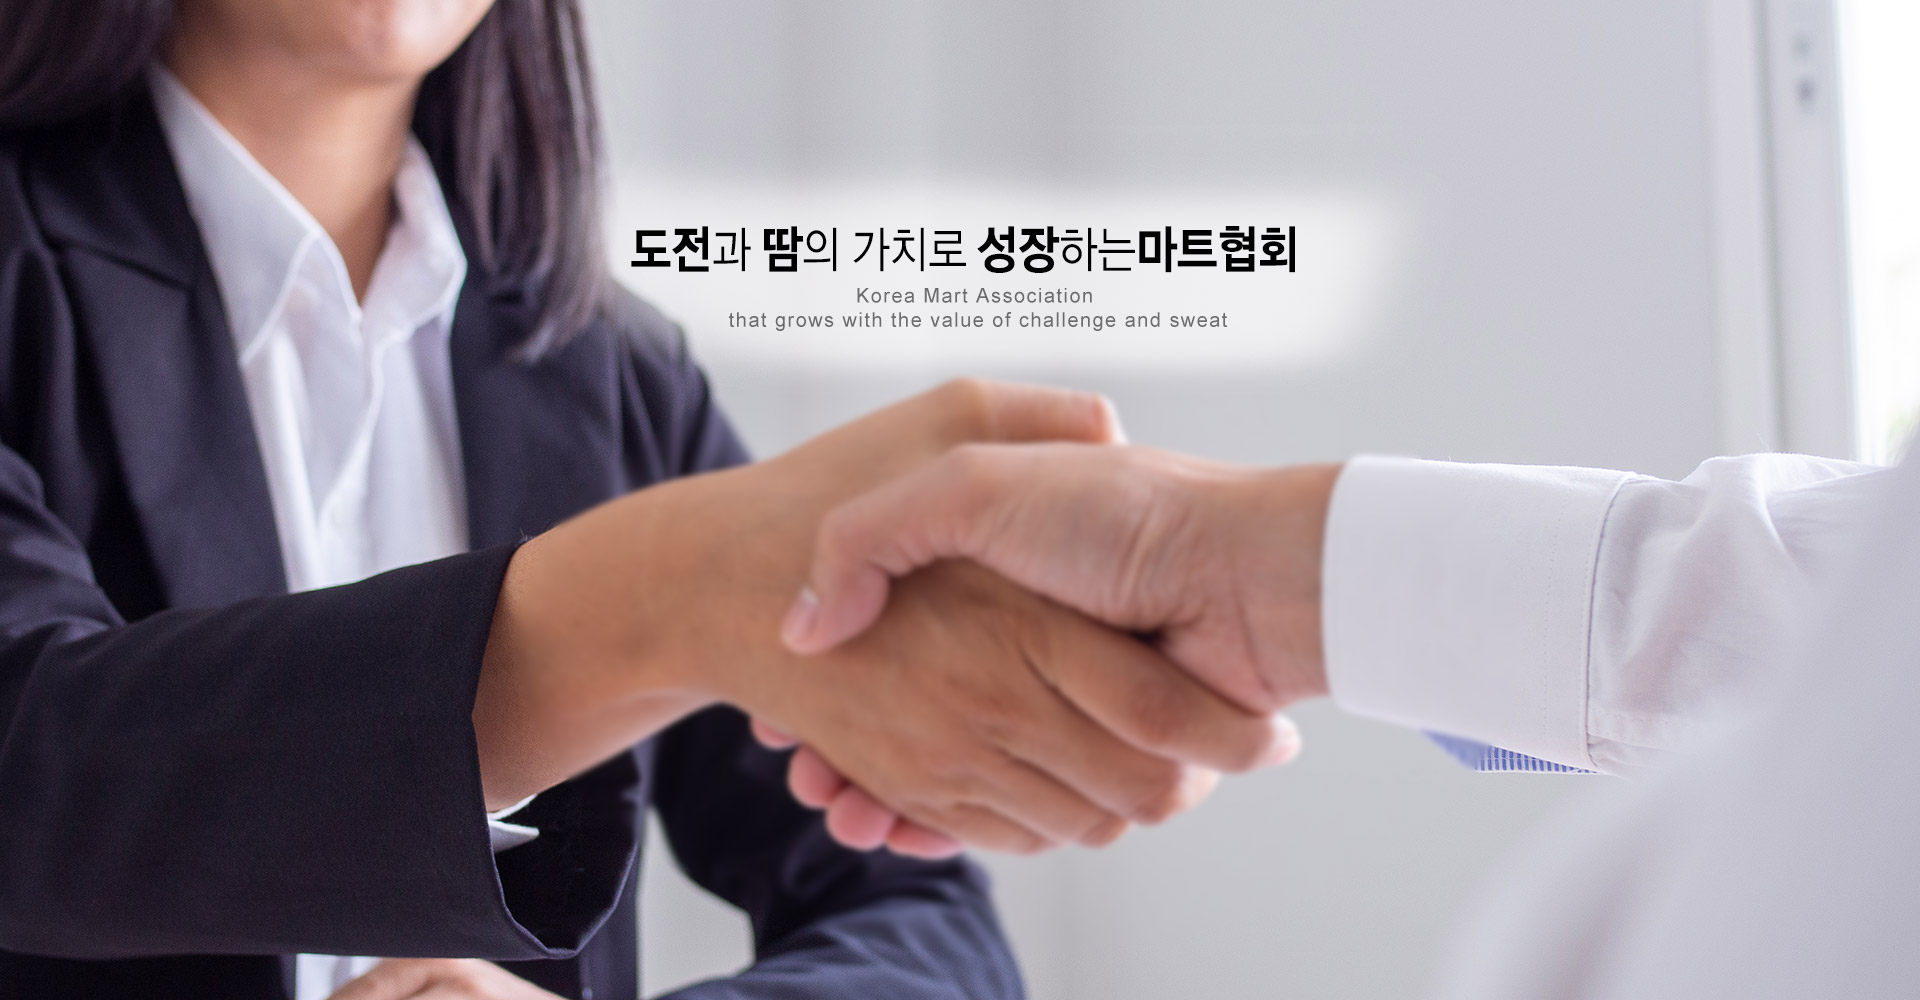 도전과 땀의 가치로 성장하는마트협회
Korea Mart Association
that grows with the value of challenge and sweat